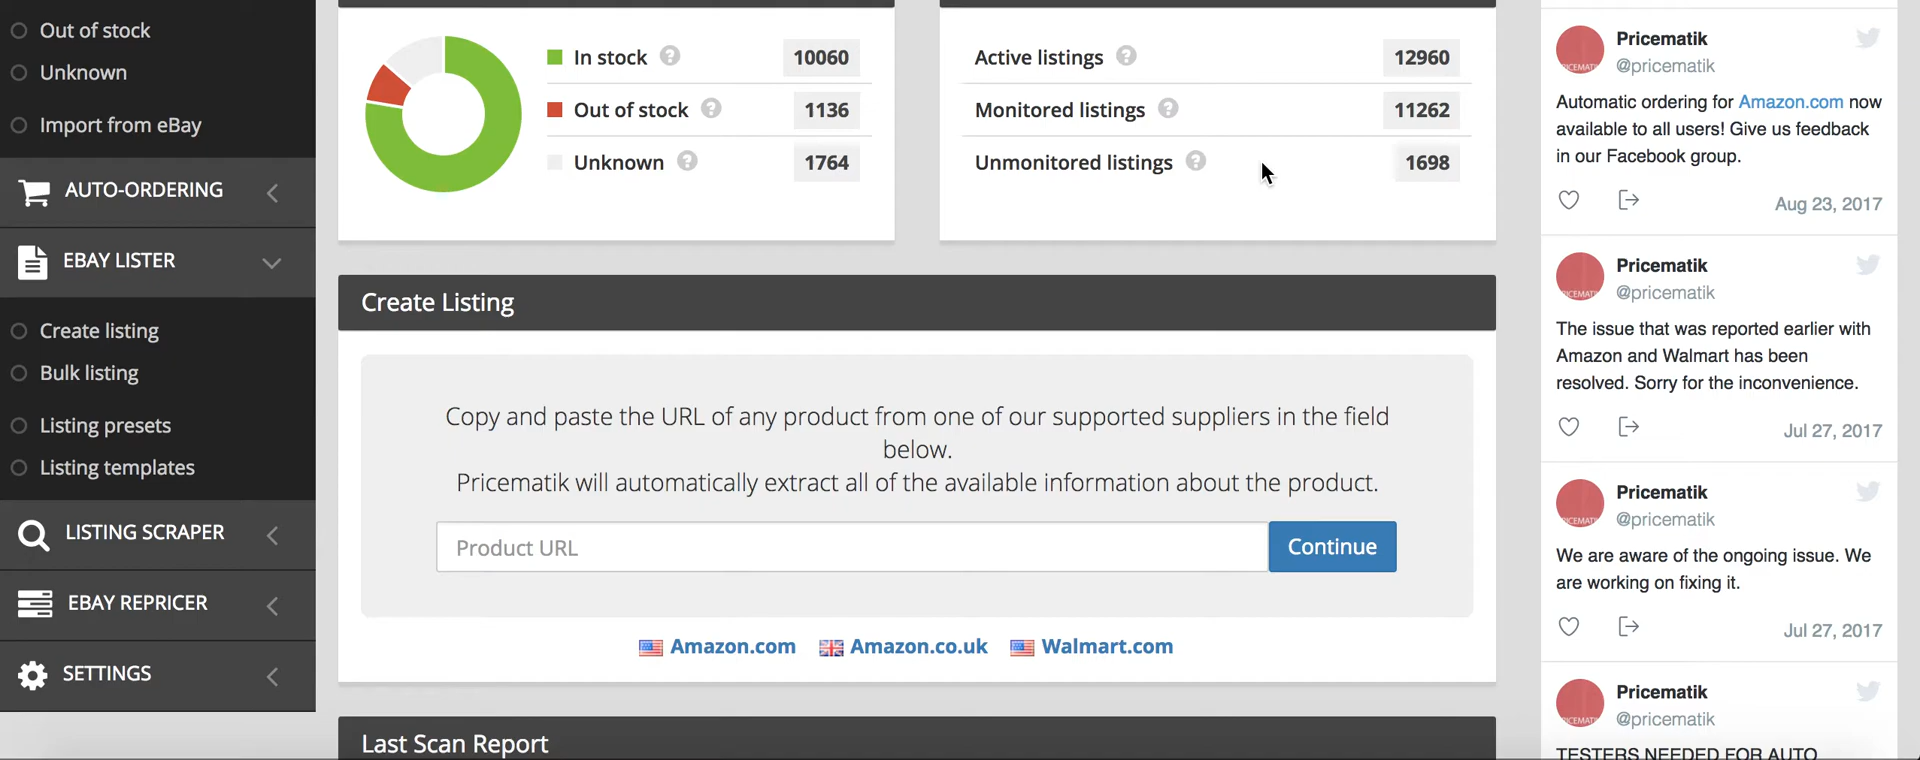 Out of stock
Unknown
Import from eBay
AUTO-ORDERING
EBAY LISTER
Create listing
Bulk listing
Listing presets
Listing templates
LISTING SCRAPER
EBAY REPRICER
SETTINGS
In stock ? 10060
Out of stock ? 1136
Unknown ? 1764
Active listings ? 12960
Monitored listings ? 11262
Unmonitored listings ? 1698
Create Listing
Copy and paste the URL of any product from one of our supported suppliers in the field
below.
Pricematik will automatically extract all of the available information about the product.
Product URL
Continue
Amazon.com Amazon.co.uk Walmart.com
Last Scan Report
Pricematik
@pricematik
Automatic ordering for Amazon.com now
available to all users! Give us feedback
in our Facebook group.
Aug 23, 2017
Pricematik
@pricematik
The issue that was reported earlier with
Amazon and Walmart has been
resolved. Sorry for the inconvenience.
Jul 27, 2017
Pricematik
@pricematik
We are aware of the ongoing issue. We
are working on fixing it.
Jul 27, 2017
Pricematik
@pricematik
TESTERS NEEDED FOR AUTO